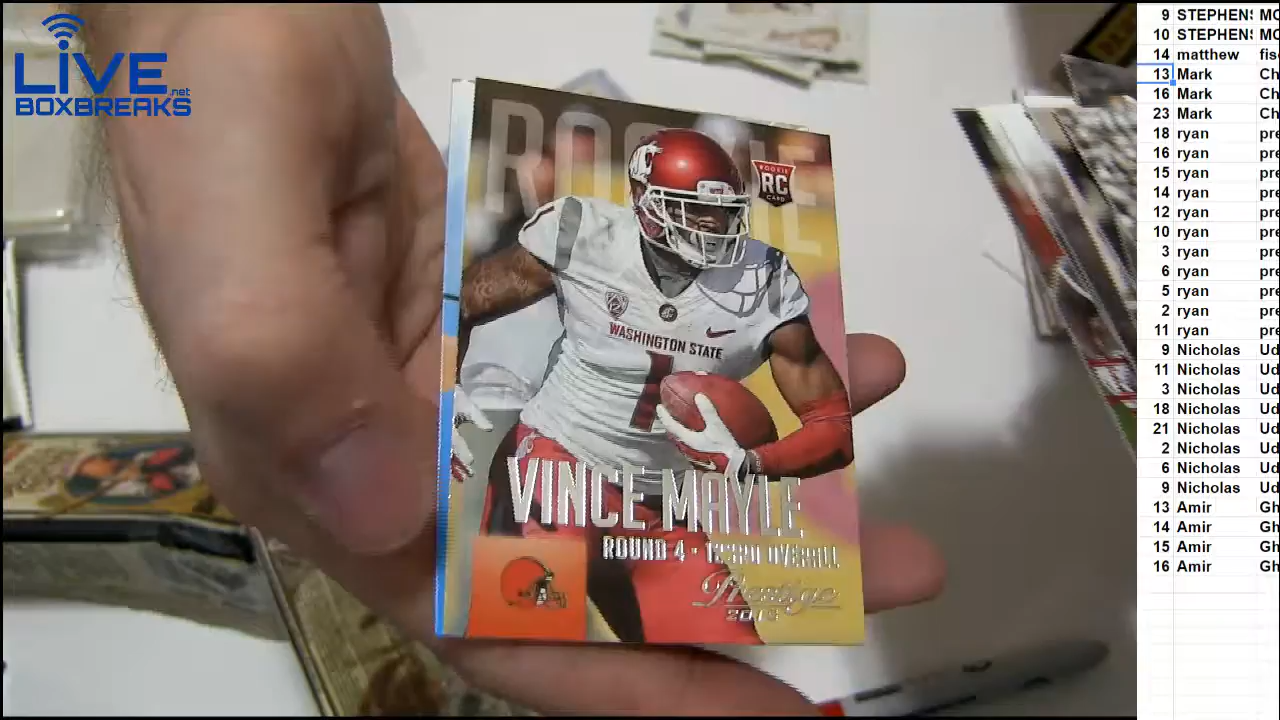 LIVE
.net
BOXBREAKS
ROOKIE
ROOKIE
RC
CARD
WASHINGTON STATE
1
VINCE MAYLE
ROUND 4 • 123RD OVERALL
Prestige
2015
9 STEPHENS MC
10 STEPHENS MC
14 matthew fis
13 Mark Ch
16 Mark Ch
23 Mark Ch
18 ryan pre
16 ryan pre
15 ryan pre
14 ryan pre
12 ryan pre
10 ryan pre
3 ryan pre
6 ryan pre
5 ryan pre
2 ryan pre
11 ryan pre
9 Nicholas Ud
11 Nicholas Ud
3 Nicholas Ud
18 Nicholas Ud
21 Nicholas Ud
2 Nicholas Ud
6 Nicholas Ud
9 Nicholas Ud
13 Amir Gh
14 Amir Gh
15 Amir Gh
16 Amir Gh